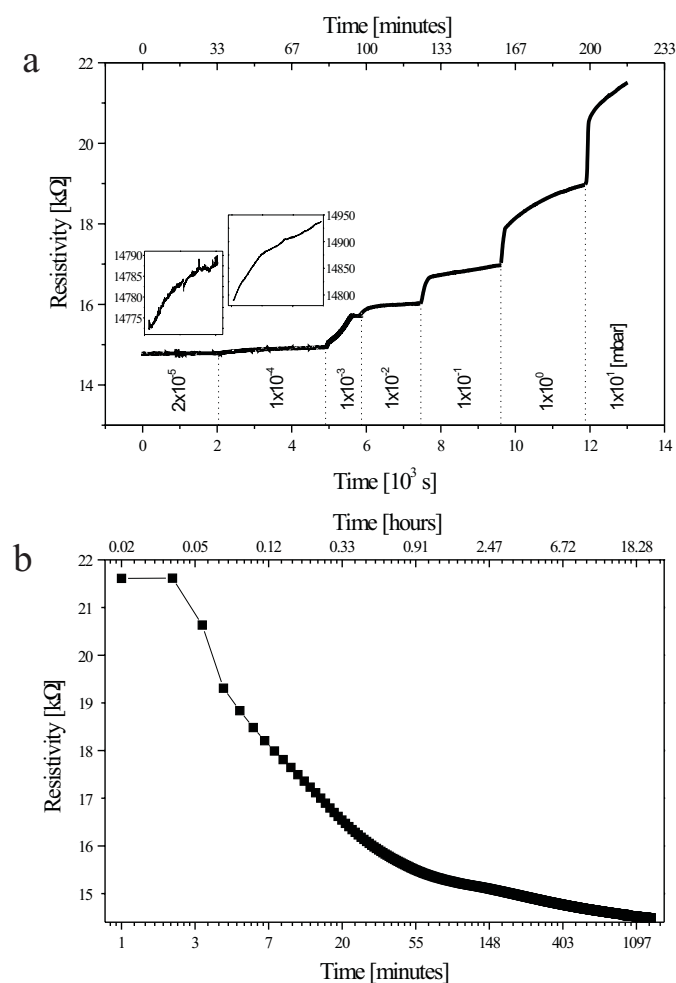 Time [minutes]
0 33 67 100 133 167 200 233
a
22
20
18
16
14
Resistivity [kΩ]
14790
14785
14780
14775
14950
14900
14850
14800
2x10⁻⁵
1x10⁻⁴
1x10⁻³
1x10⁻²
1x10⁻¹
1x10⁰
1x10¹ [mbar]
0 2 4 6 8 10 12 14
Time [10³ s]
Time [hours]
b
0.02 0.05 0.12 0.33 0.91 2.47 6.72 18.28
22
21
20
19
18
17
16
15
Resistivity [kΩ]
1 3 7 20 55 148 403 1097
Time [minutes]